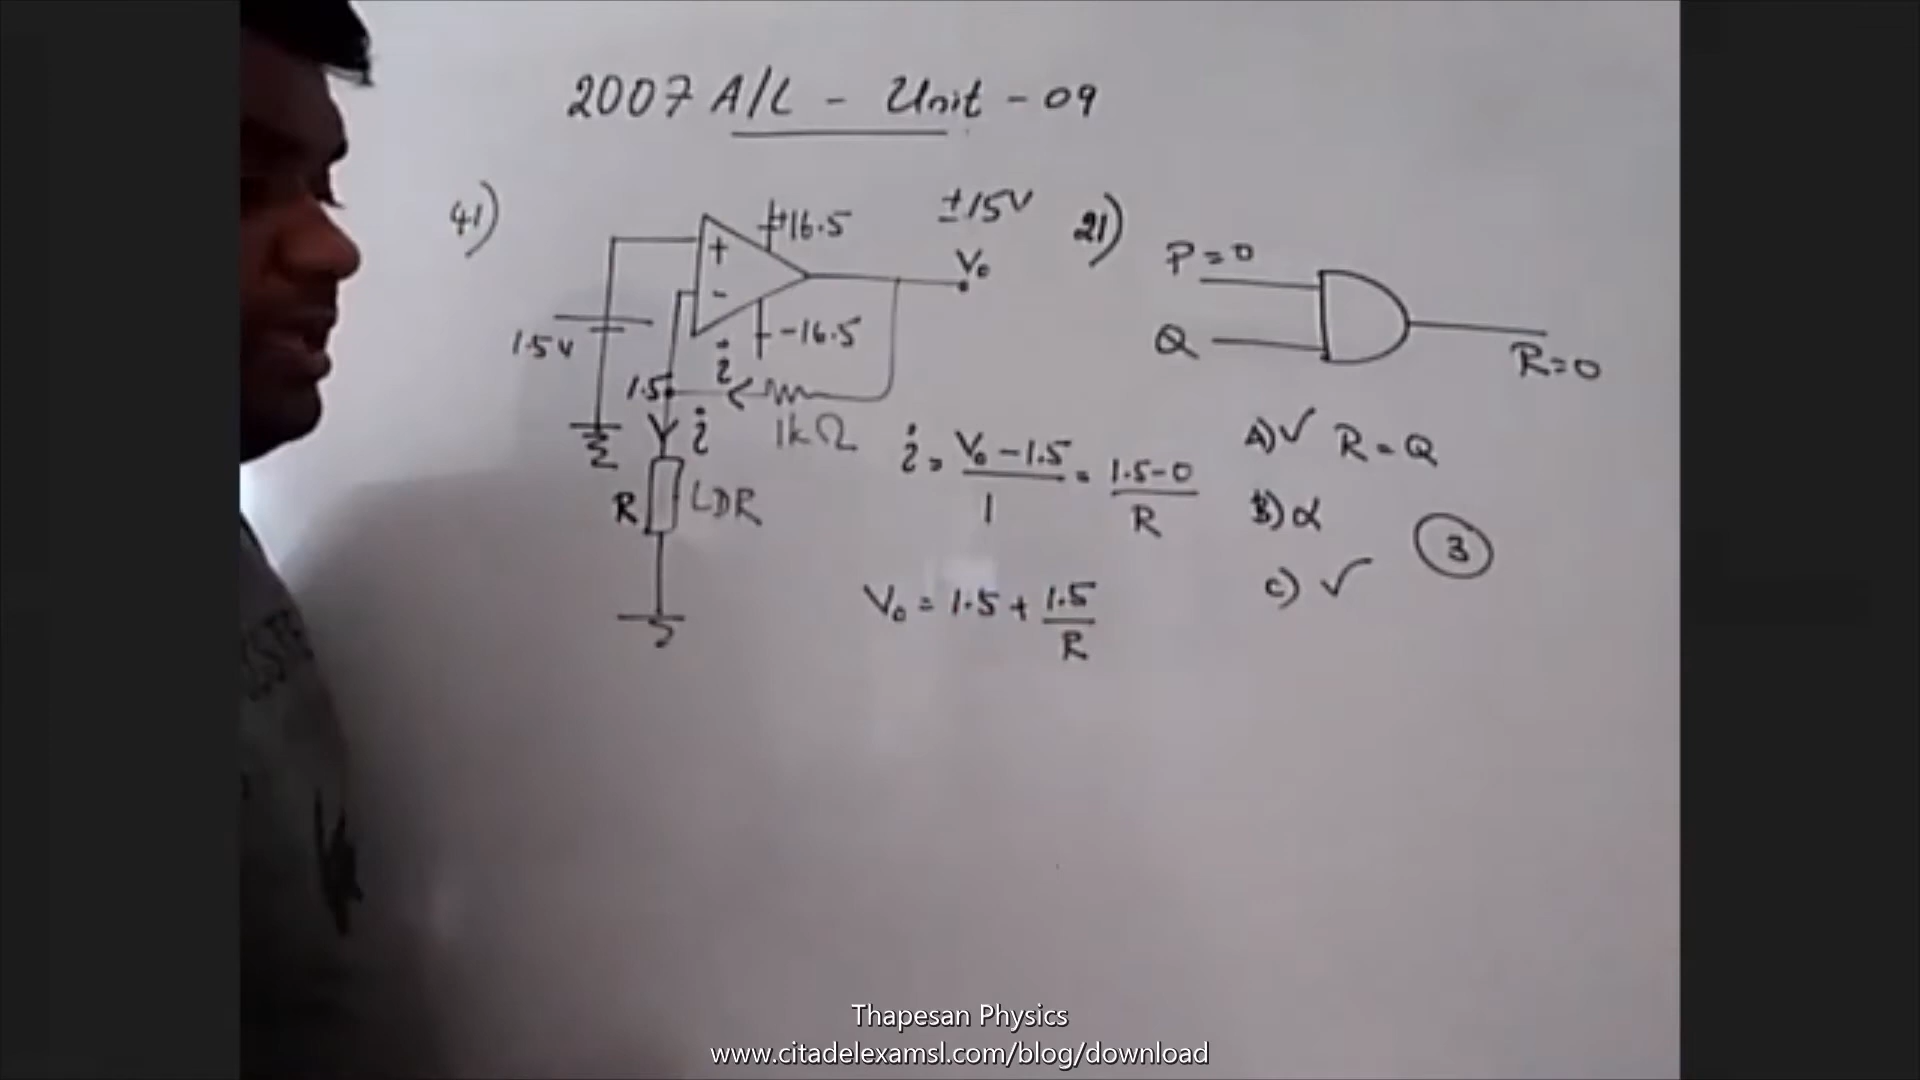 2007 A/L - Unit - 09
41)
+16.5
±15V
V₀
+
-
-16.5
1.5V
1.5
i
i
1kΩ
R
LDR
i = V₀ - 1.5 / 1 = 1.5 - 0 / R
V₀ = 1.5 + 1.5 / R
21)
P = 0
Q
R = 0
A) ✓ R = Q
B) α
C) ✓
3
Thapesan Physics
www.citadelexamsl.com/blog/download